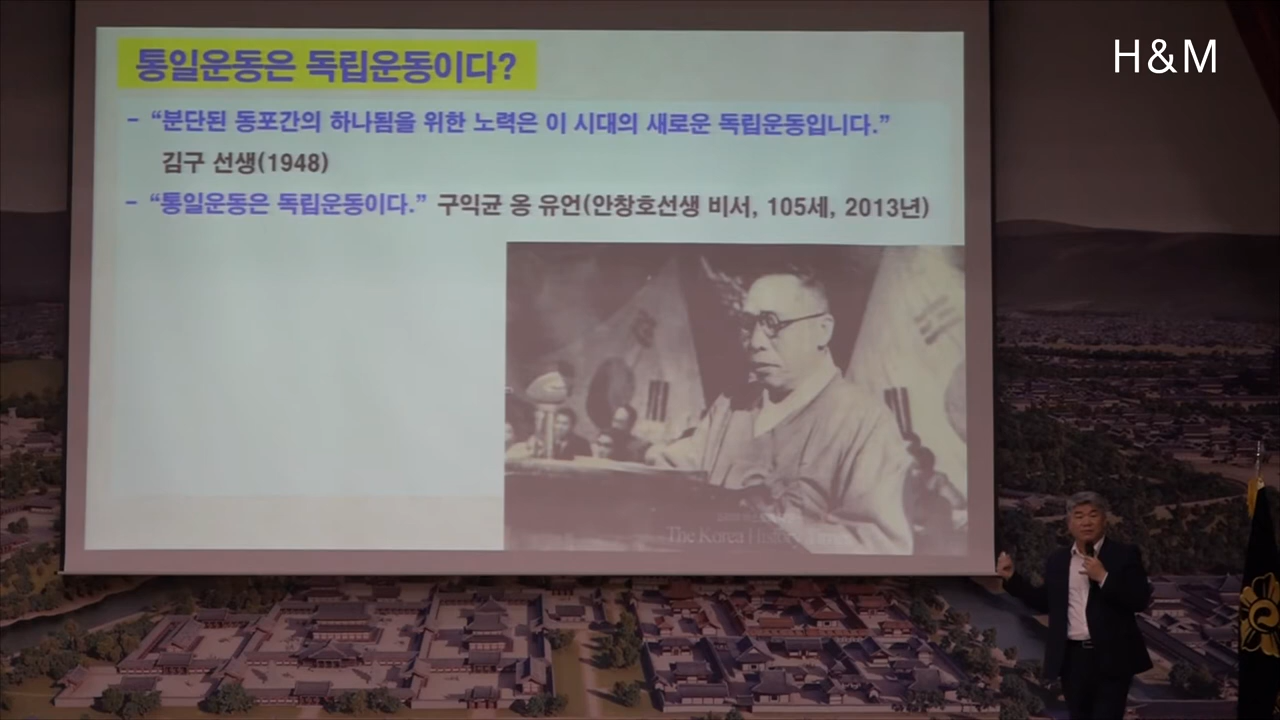 H&M
통일운동은 독립운동이다?
- “분단된 동포간의 하나됨을 위한 노력은 이 시대의 새로운 독립운동입니다.”
김구 선생(1948)
- “통일운동은 독립운동이다.” 구익균 옹 유언(안창호선생 비서, 105세, 2013년)
The Korea History Times